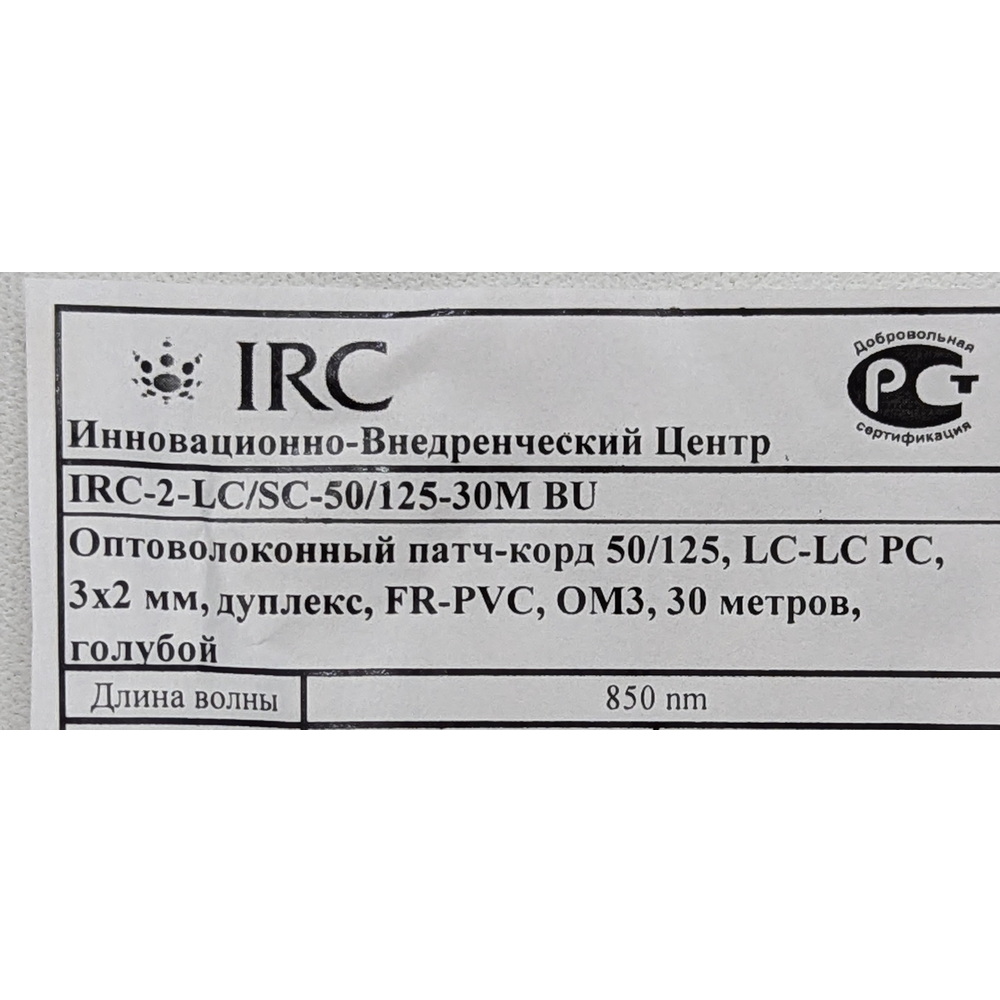 IRC
Добровольная
РСТ
сертификация
Инновационно-Внедренческий Центр
IRC-2-LC/SC-50/125-30M BU
Оптоволоконный патч-корд 50/125, LC-LC PC,
3x2 мм, дуплекс, FR-PVC, OM3, 30 метров,
голубой
Длина волны 850 nm